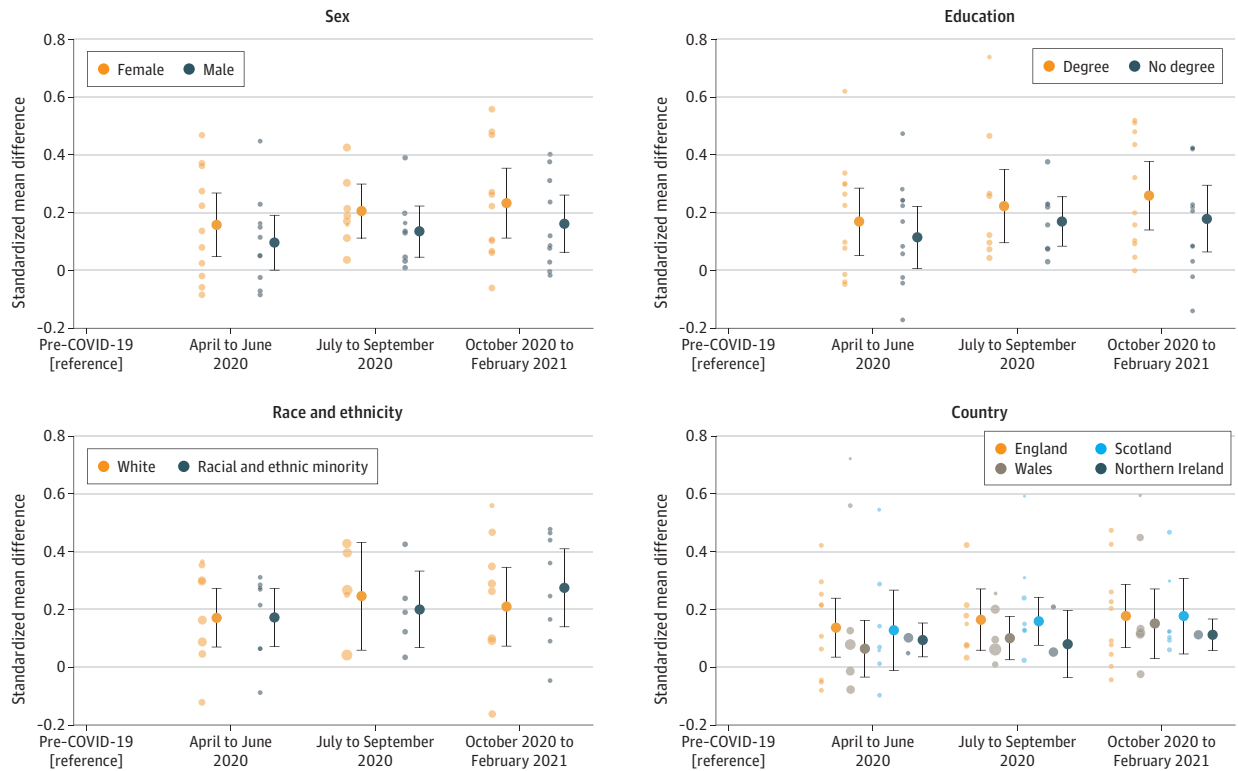 Sex
Standardized mean difference
0.8
0.6
0.4
0.2
0
-0.2
Female
Male
Pre-COVID-19
[reference]
April to June
2020
July to September
2020
October 2020 to
February 2021
Education
Standardized mean difference
0.8
0.6
0.4
0.2
0
-0.2
Degree
No degree
Pre-COVID-19
[reference]
April to June
2020
July to September
2020
October 2020 to
February 2021
Race and ethnicity
Standardized mean difference
0.8
0.6
0.4
0.2
0
-0.2
White
Racial and ethnic minority
Pre-COVID-19
[reference]
April to June
2020
July to September
2020
October 2020 to
February 2021
Country
Standardized mean difference
0.8
0.6
0.4
0.2
0
-0.2
England
Scotland
Wales
Northern Ireland
Pre-COVID-19
[reference]
April to June
2020
July to September
2020
October 2020 to
February 2021